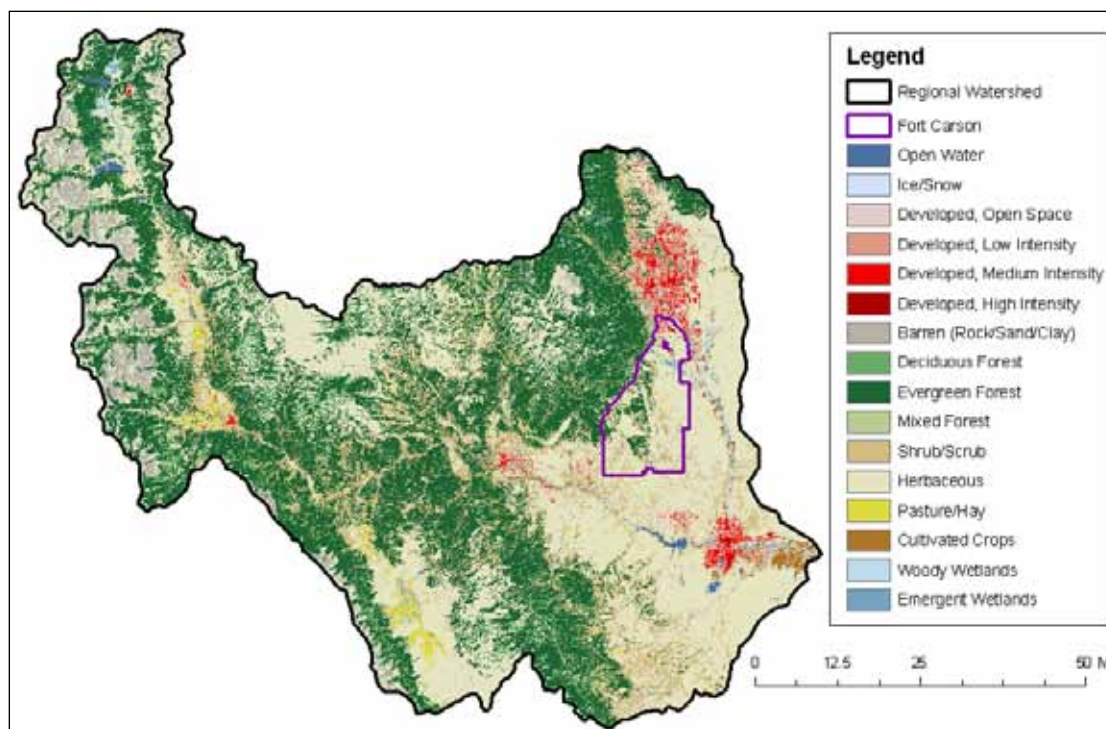 Legend
Regional Watershed
Fort Carson
Open Water
Ice/Snow
Developed, Open Space
Developed, Low Intensity
Developed, Medium Intensity
Developed, High Intensity
Barren (Rock/Sand/Clay)
Deciduous Forest
Evergreen Forest
Mixed Forest
Shrub/Scrub
Herbaceous
Pasture/Hay
Cultivated Crops
Woody Wetlands
Emergent Wetlands
0 12.5 25 50 M